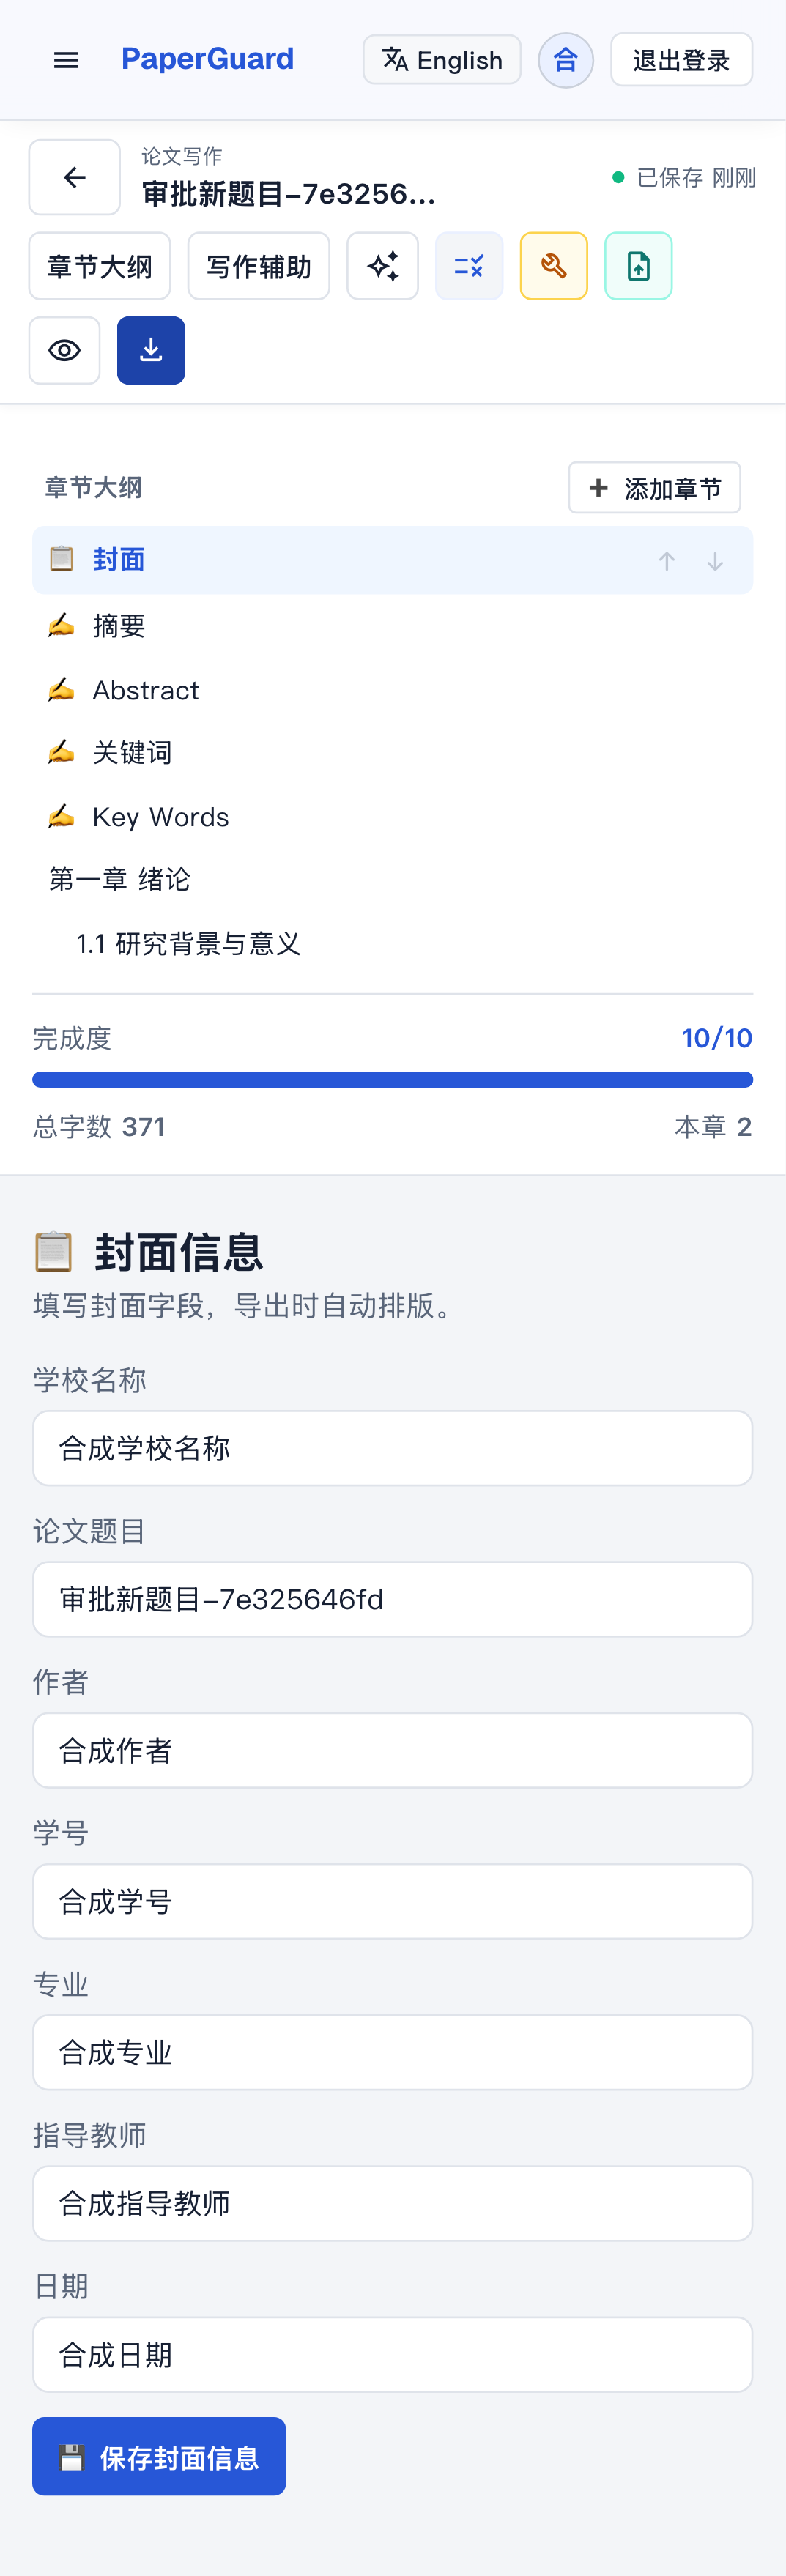 PaperGuard
English
合
退出登录
论文写作
审批新题目-7e3256...
已保存 刚刚
章节大纲
写作辅助
章节大纲
+ 添加章节
封面
摘要
Abstract
关键词
Key Words
第一章 绪论
1.1 研究背景与意义
完成度
10/10
总字数 371
本章 2
封面信息
填写封面字段，导出时自动排版。
学校名称
合成学校名称
论文题目
审批新题目-7e325646fd
作者
合成作者
学号
合成学号
专业
合成专业
指导教师
合成指导教师
日期
合成日期
保存封面信息